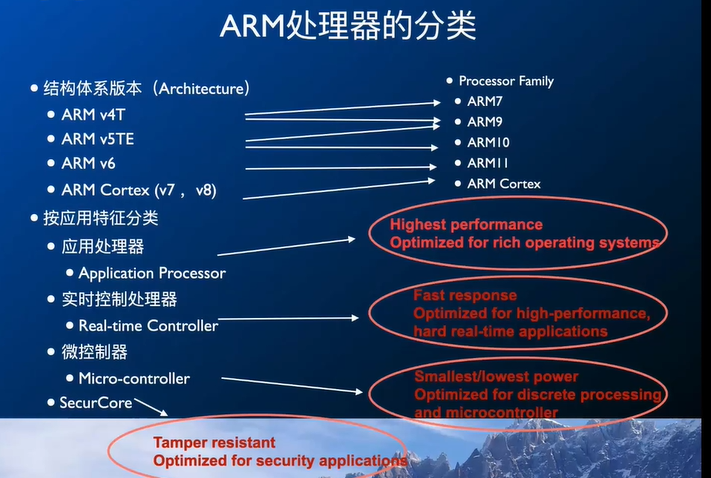 ARM处理器的分类
结构体系版本（Architecture）
ARM v4T
ARM v5TE
ARM v6
ARM Cortex (v7 ，v8)
Processor Family
ARM7
ARM9
ARM10
ARM11
ARM Cortex
按应用特征分类
应用处理器
Application Processor
Highest performance
Optimized for rich operating systems
实时控制处理器
Real-time Controller
Fast response
Optimized for high-performance,
hard real-time applications
微控制器
Micro-controller
Smallest/lowest power
Optimized for discrete processing
and microcontroller
SecurCore
Tamper resistant
Optimized for security applications